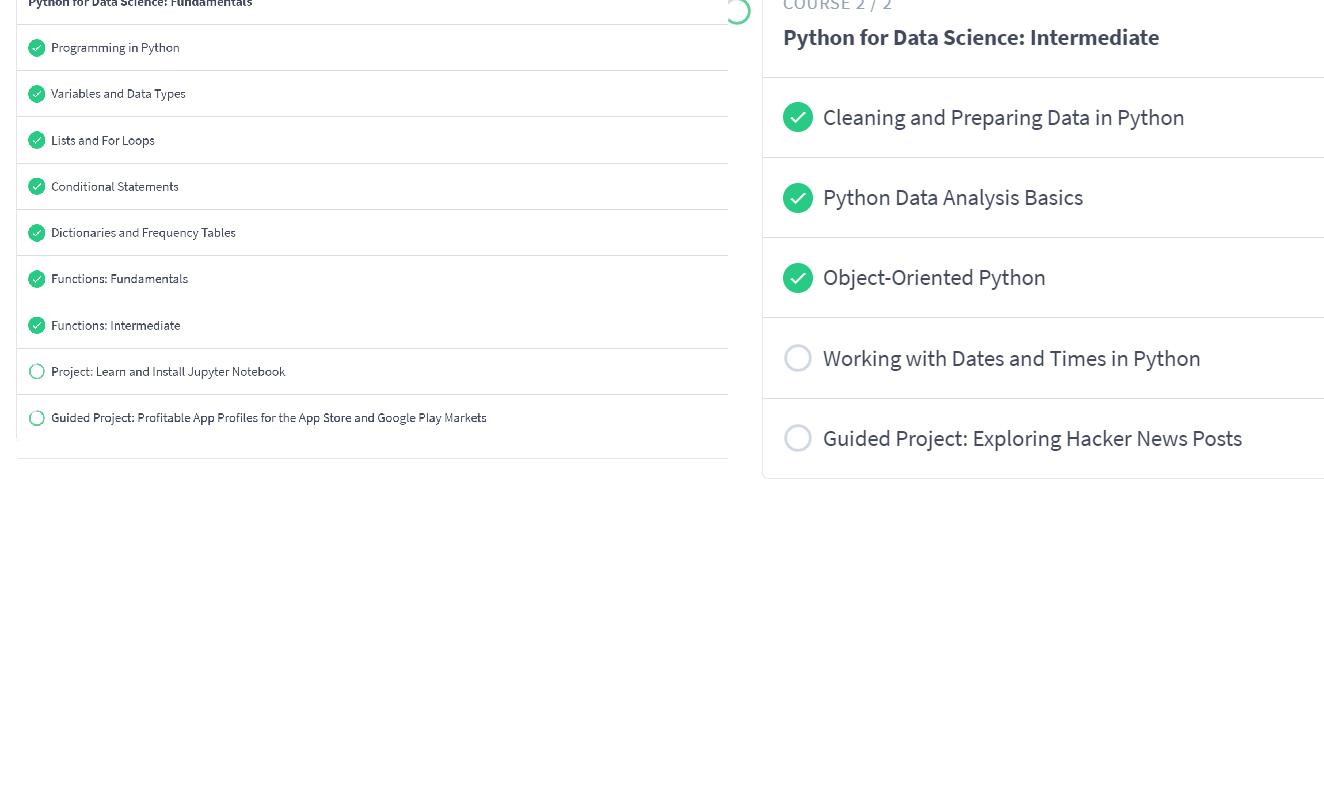 Python for Data Science: Fundamentals
Programming in Python
Variables and Data Types
Lists and For Loops
Conditional Statements
Dictionaries and Frequency Tables
Functions: Fundamentals
Functions: Intermediate
Project: Learn and Install Jupyter Notebook
Guided Project: Profitable App Profiles for the App Store and Google Play Markets
COURSE 2 / 2
Python for Data Science: Intermediate
Cleaning and Preparing Data in Python
Python Data Analysis Basics
Object-Oriented Python
Working with Dates and Times in Python
Guided Project: Exploring Hacker News Posts